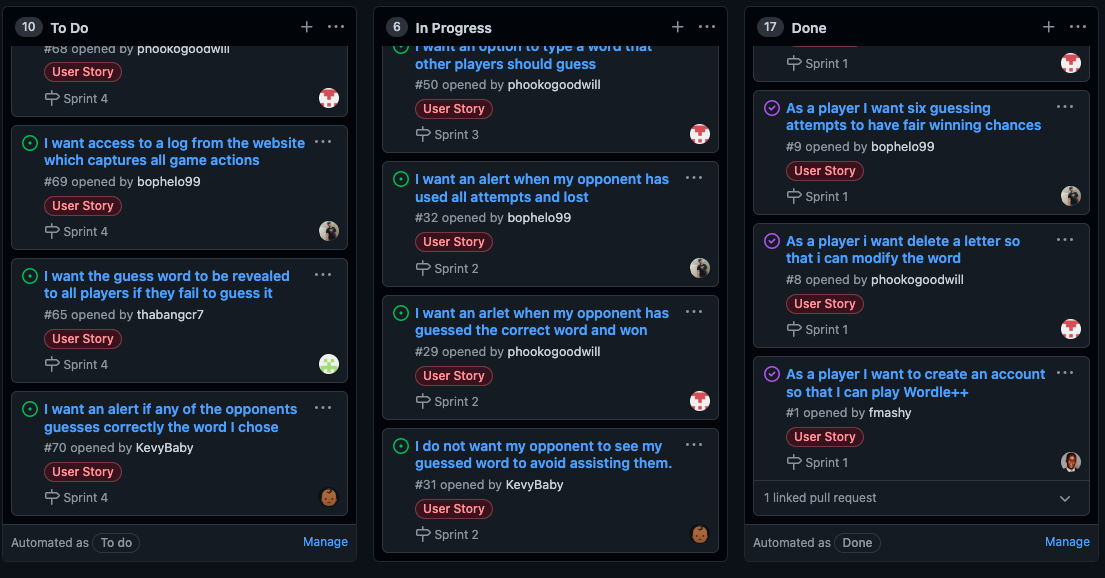 10 To Do
#68 opened by phookogoodwill
User Story
Sprint 4
I want access to a log from the website
which captures all game actions
#69 opened by bophelo99
User Story
Sprint 4
I want the guess word to be revealed
to all players if they fail to guess it
#65 opened by thabangcr7
User Story
Sprint 4
I want an alert if any of the opponents
guesses correctly the word I chose
#70 opened by KevyBaby
User Story
Sprint 4
Automated as To do
Manage
6 In Progress
I want an option to type a word that
other players should guess
#50 opened by phookogoodwill
User Story
Sprint 3
I want an alert when my opponent has
used all attempts and lost
#32 opened by bophelo99
User Story
Sprint 2
I want an arlet when my opponent has
guessed the correct word and won
#29 opened by phookogoodwill
User Story
Sprint 2
I do not want my opponent to see my
guessed word to avoid assisting them.
#31 opened by KevyBaby
User Story
Sprint 2
17 Done
Sprint 1
As a player I want six guessing
attempts to have fair winning chances
#9 opened by bophelo99
User Story
Sprint 1
As a player i want delete a letter so
that i can modify the word
#8 opened by phookogoodwill
User Story
Sprint 1
As a player I want to create an account
so that I can play Wordle++
#1 opened by fmashy
User Story
Sprint 1
1 linked pull request
Automated as Done
Manage